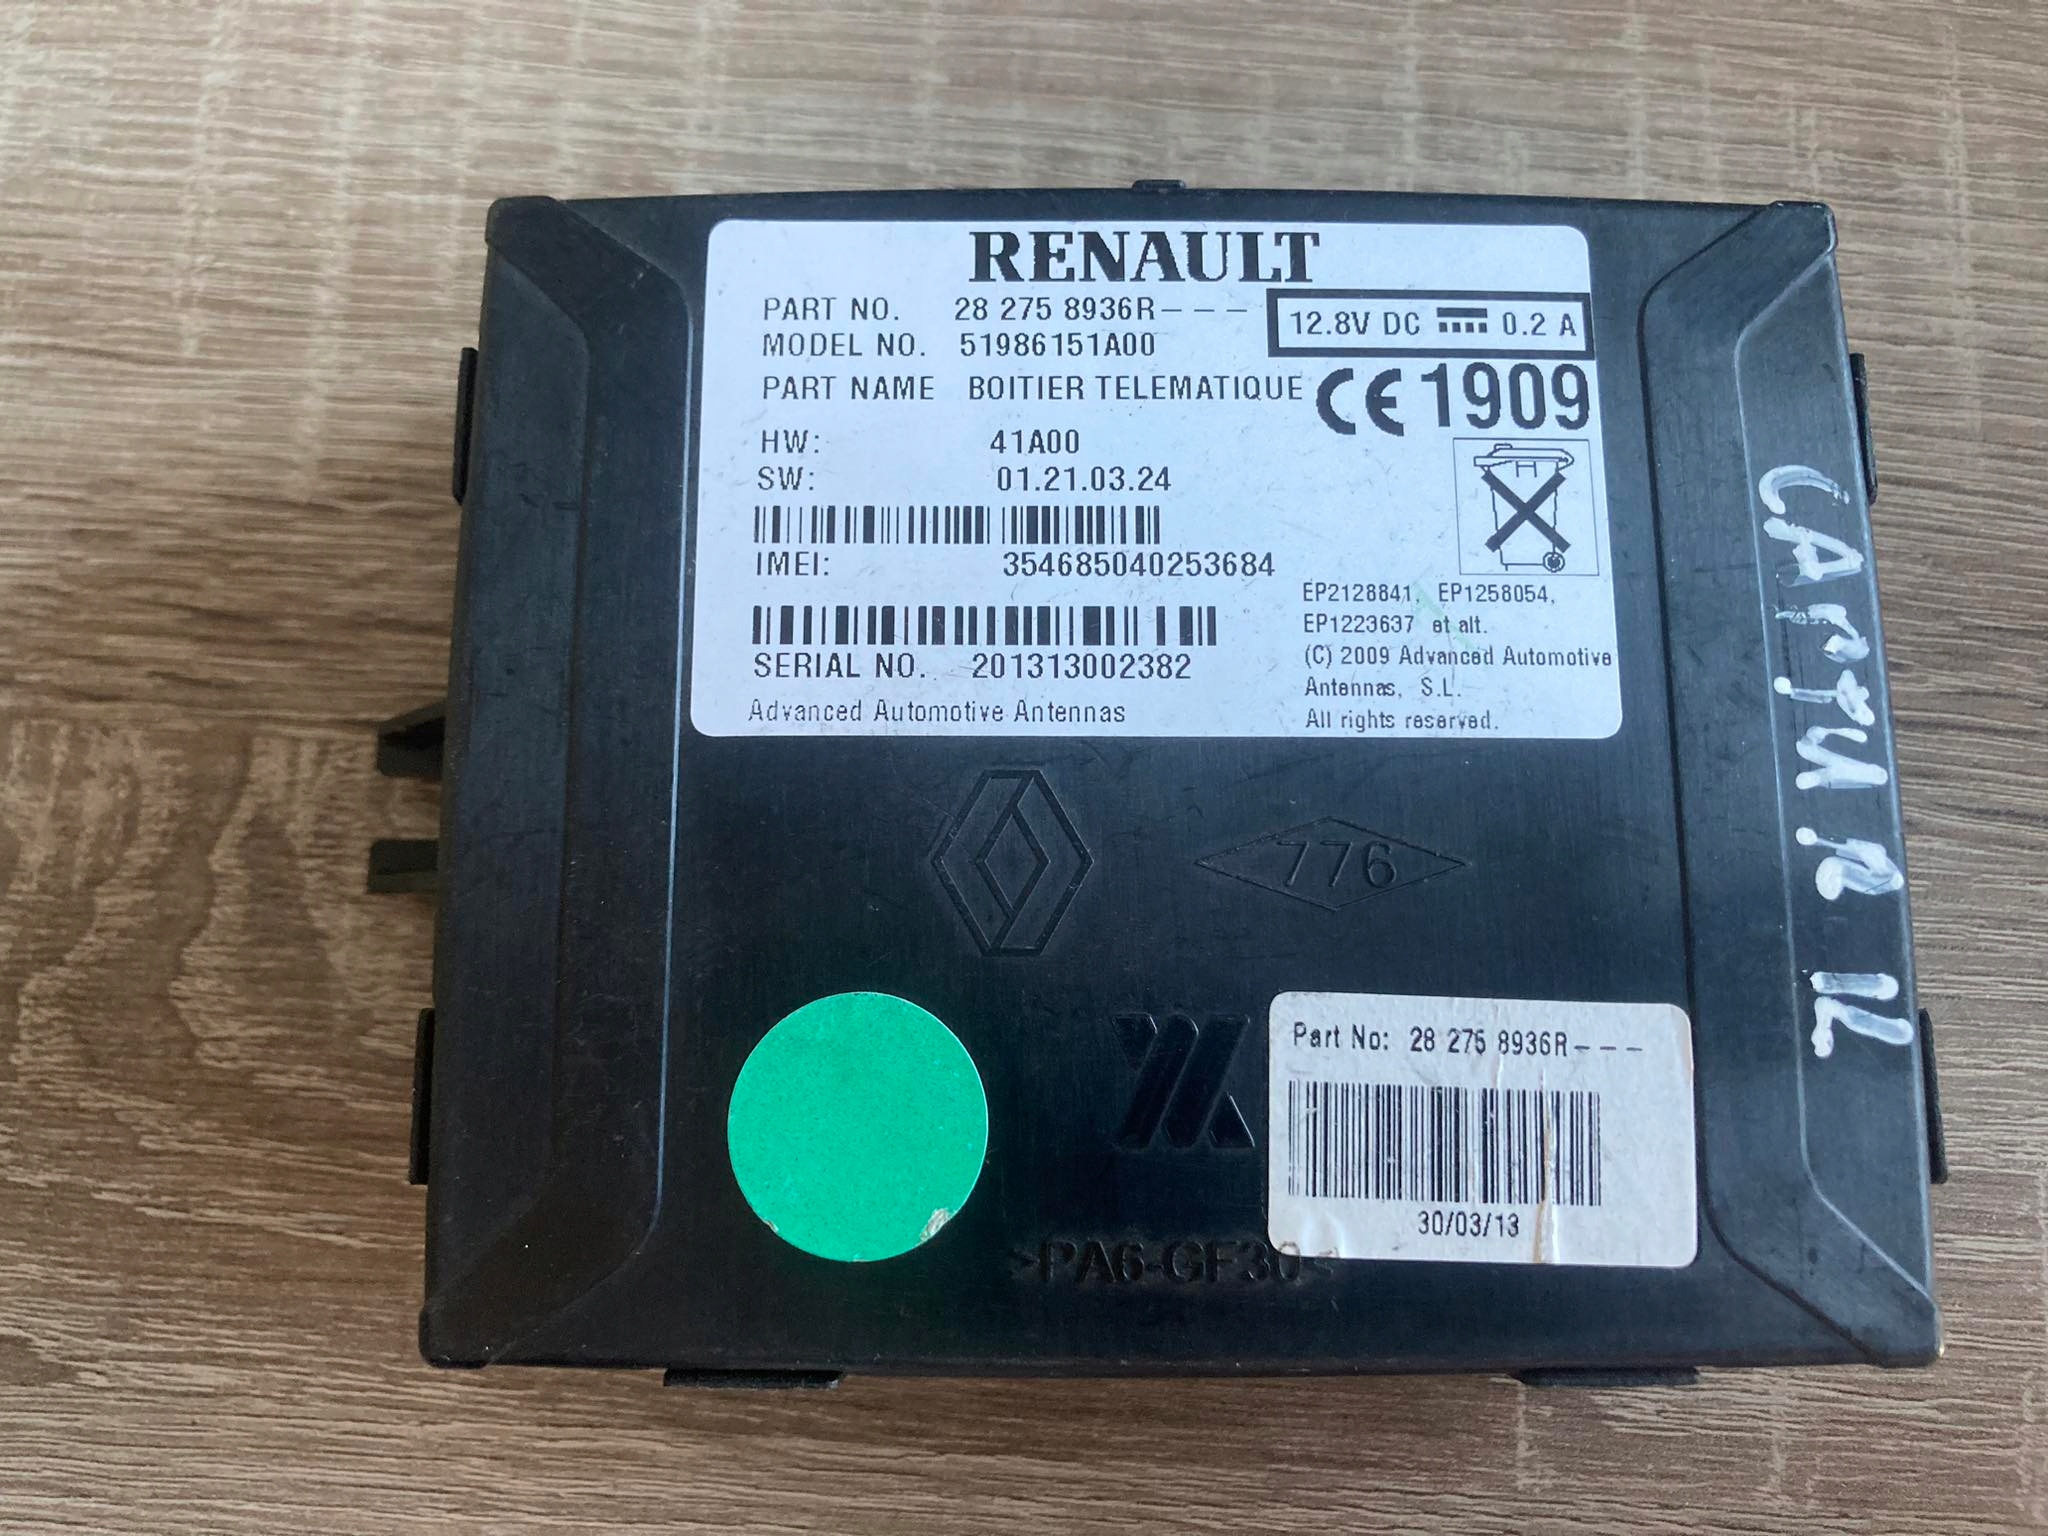 RENAULT
PART NO. 28 275 8936R---
12.8V DC 0.2 A
MODEL NO. 51986151A00
PART NAME BOITIER TELEMATIQUE
CE 1909
HW: 41A00
SW: 01.21.03.24
IMEI: 354685040253684
SERIAL NO. 201313002382
Advanced Automotive Antennas
EP2128841, EP1258054,
EP1223637 et alt.
(C) 2009 Advanced Automotive
Antennas, S.L.
All rights reserved.
CAPTUR IL
776
Part No: 28 275 8936R---
30/03/13
>PA6-GF30<